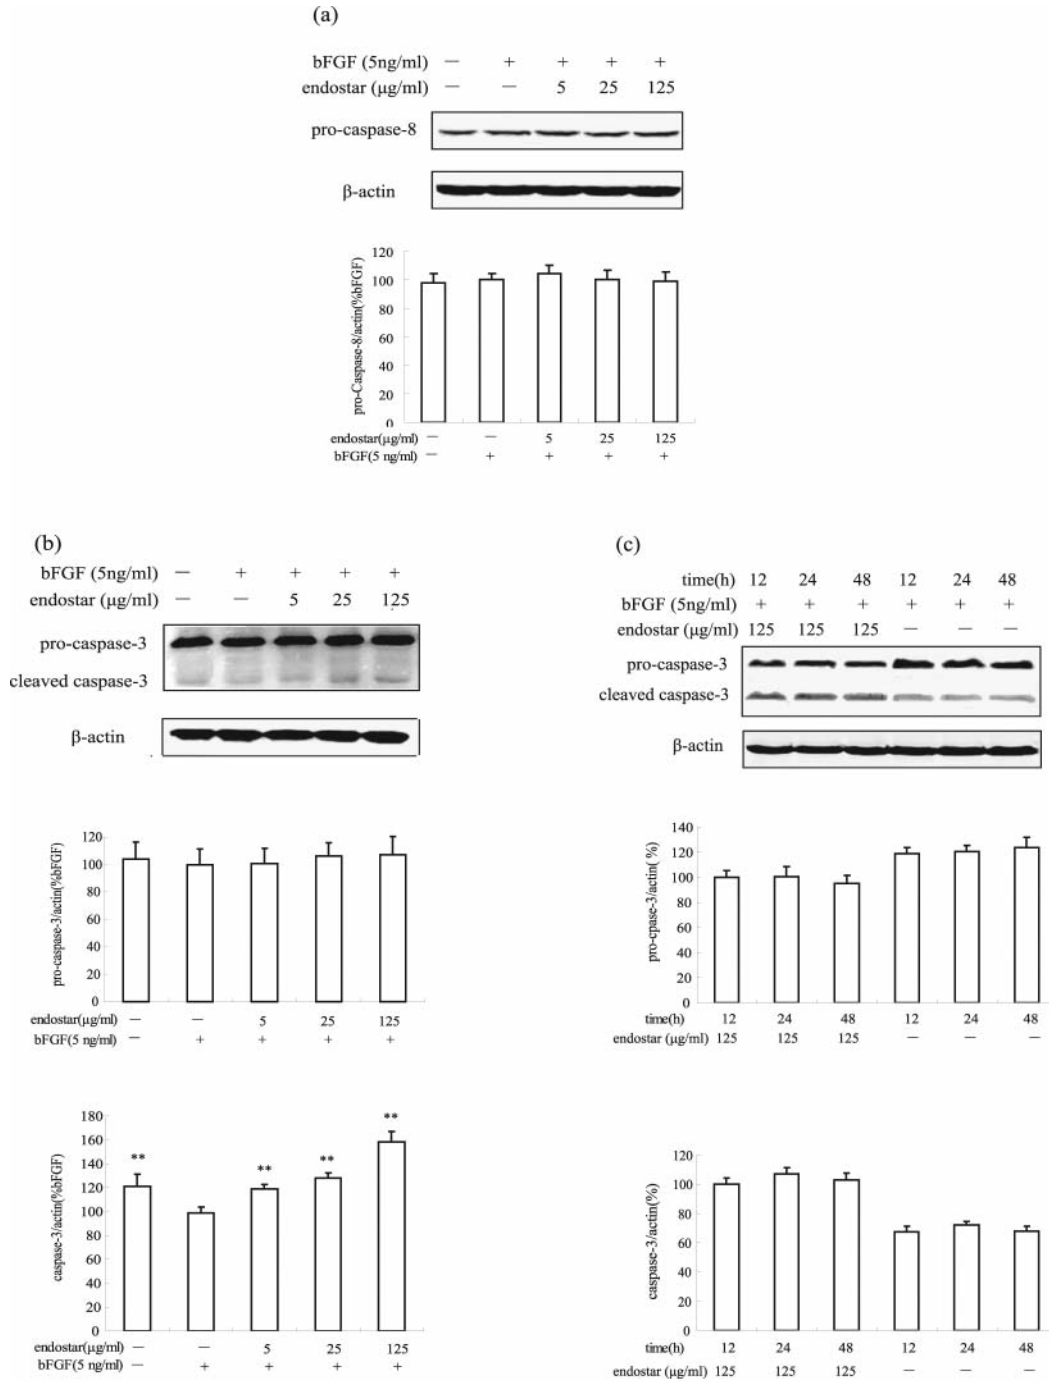 (a)
bFGF (5ng/ml) — + + + +
endostar (μg/ml) — — 5 25 125
pro-caspase-8
β-actin
pro-Caspase-8/actin(%bFGF)
120
100
80
60
40
20
0
endostar(μg/ml) — — 5 25 125
bFGF(5 ng/ml) — + + + +
(b)
bFGF (5ng/ml) — + + + +
endostar (μg/ml) — — 5 25 125
pro-caspase-3
cleaved caspase-3
β-actin
pro-caspase-3/actin(%bFGF)
120
100
80
60
40
20
0
endostar(μg/ml) — — 5 25 125
bFGF(5 ng/ml) — + + + +
caspase-3/actin(%bFGF)
180
160
140
120
100
80
60
40
20
0
** ** ** **
endostar(μg/ml) — — 5 25 125
bFGF(5 ng/ml) — + + + +
(c)
time(h) 12 24 48 12 24 48
bFGF (5ng/ml) + + + + + +
endostar (μg/ml) 125 125 125 — — —
pro-caspase-3
cleaved caspase-3
β-actin
pro-cpase-3/actin( %)
140
120
100
80
60
40
20
0
time(h) 12 24 48 12 24 48
endostar (μg/ml) 125 125 125 — — —
caspase-3/actin(%)
120
100
80
60
40
20
0
time(h) 12 24 48 12 24 48
endostar (μg/ml) 125 125 125 — — —